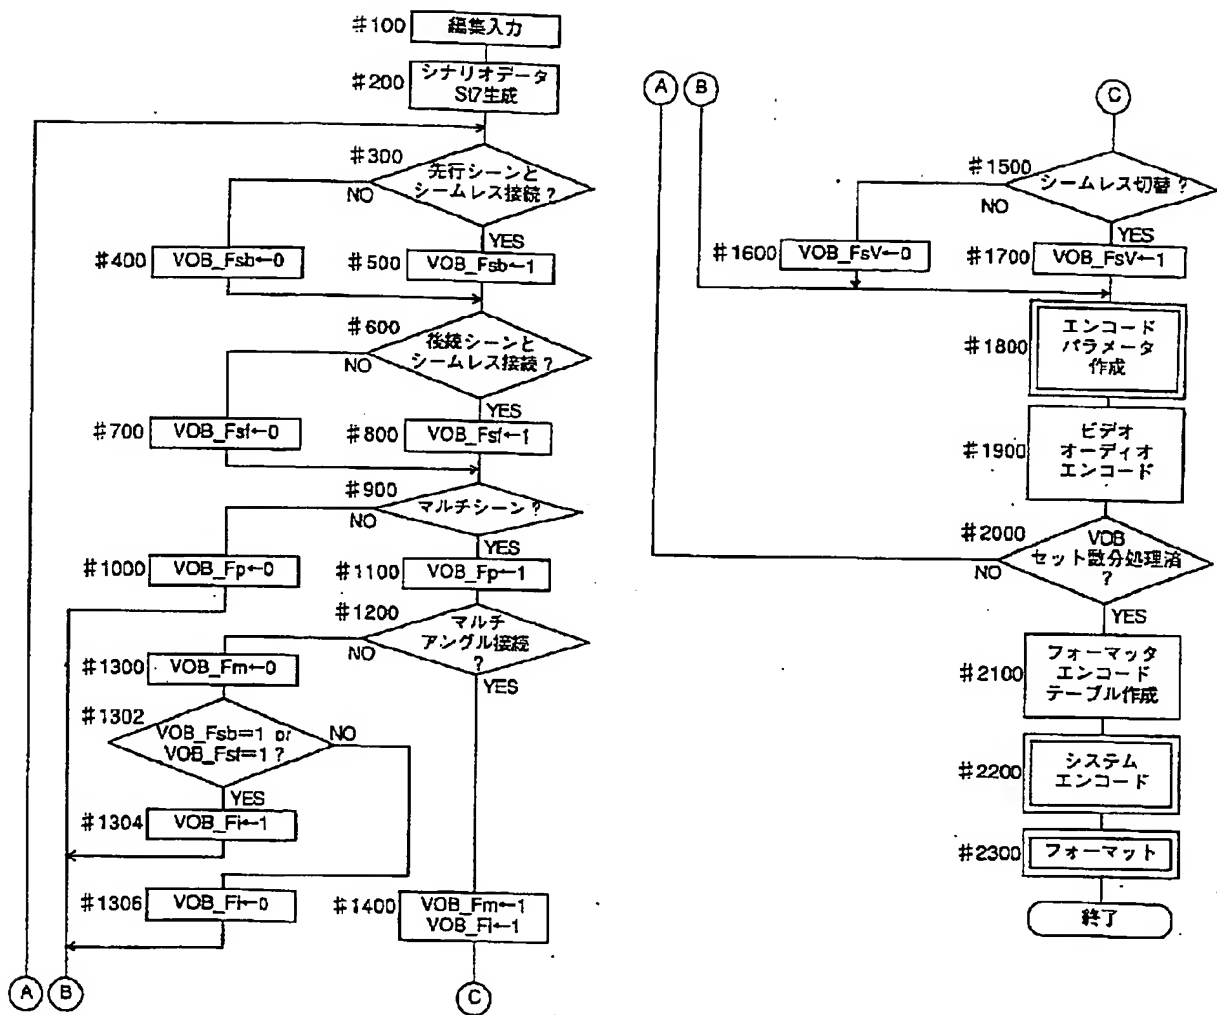 #100 編集入力
#200 シナリオデータ
St7生成
#300 先行シーンと
シームレス接続?
NO
YES
#400 VOB_Fsb←0
#500 VOB_Fsb←1
#600 後続シーンと
シームレス接続?
NO
YES
#700 VOB_Fsf←0
#800 VOB_Fsf←1
#900 マルチシーン?
NO
YES
#1000 VOB_Fp←0
#1100 VOB_Fp←1
#1200 マルチ
アングル接続
?
NO
YES
#1300 VOB_Fm←0
#1302 VOB_Fsb=1 or
VOB_Fsf=1?
NO
YES
#1304 VOB_Fi←1
#1306 VOB_Fi←0
#1400 VOB_Fm←1
VOB_Fi←1
A B C
A B C
#1500 シームレス切替?
NO
YES
#1600 VOB_FsV←0
#1700 VOB_FsV←1
#1800 エンコード
パラメータ
作成
#1900 ビデオ
オーディオ
エンコード
#2000 VOB
セット数分処理済
?
NO
YES
#2100 フォーマッタ
エンコード
テーブル作成
#2200 システム
エンコード
#2300 フォーマット
終了